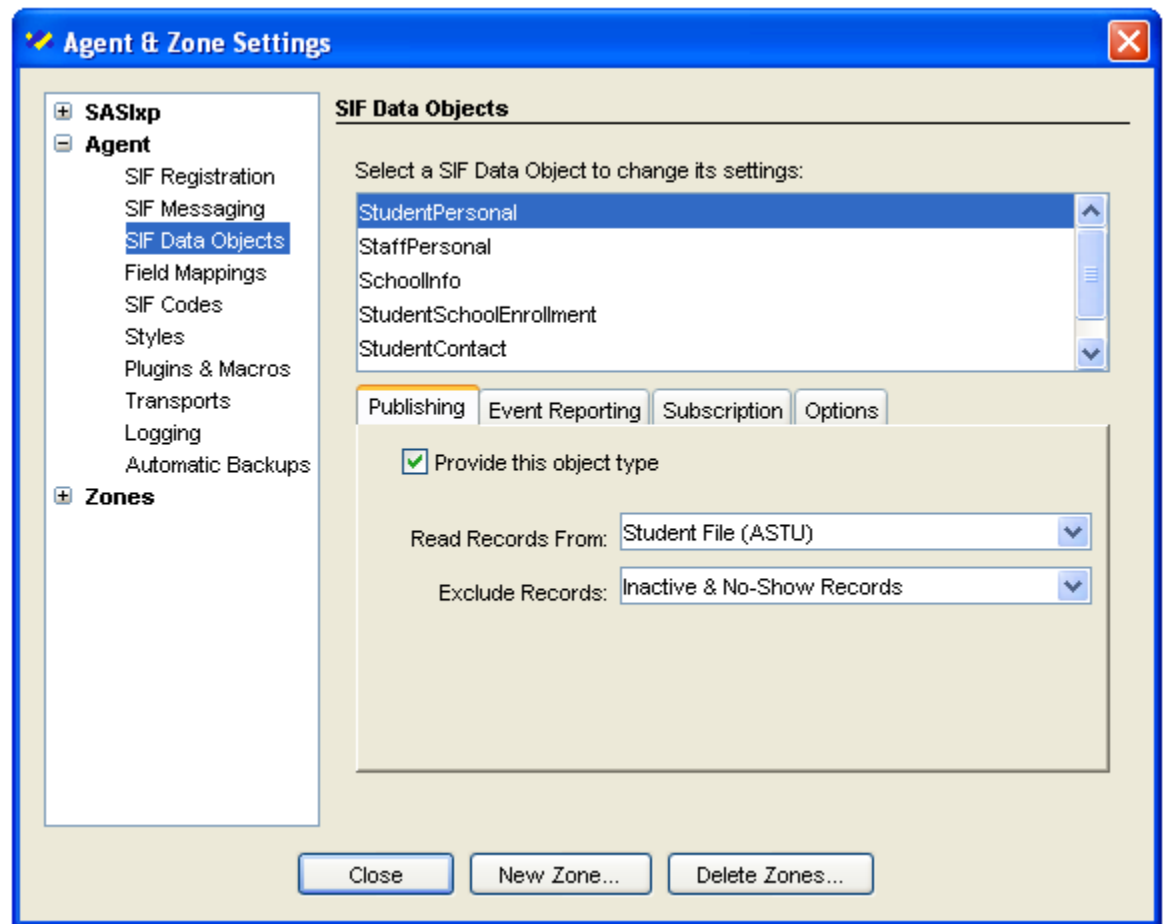 Agent & Zone Settings
SASIxp
Agent
SIF Registration
SIF Messaging
SIF Data Objects
Field Mappings
SIF Codes
Styles
Plugins & Macros
Transports
Logging
Automatic Backups
Zones
SIF Data Objects
Select a SIF Data Object to change its settings:
StudentPersonal
StaffPersonal
SchoolInfo
StudentSchoolEnrollment
StudentContact
Publishing Event Reporting Subscription Options
Provide this object type
Read Records From: Student File (ASTU)
Exclude Records: Inactive & No-Show Records
Close New Zone... Delete Zones...